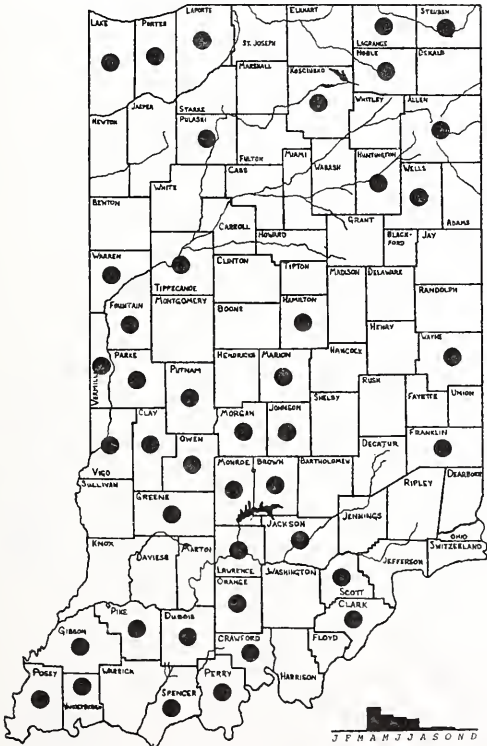 LAKE PORTER LAPORTE ST. JOSEPH ELKHART LAGRANGE STEUBEN
NOBLE DEKALB
MARSHALL KOSCIUSKO
STARKE WHITLEY ALLEN
NEWTON JASPER PULASKI
FULTON MIAMI WABASH HUNTINGTON WELLS
CASS
WHITE
BENTON CARROLL GRANT ADAMS
HOWARD BLACK- JAY
FORD
WARREN CLINTON
TIPPECANOE TIPTON MADISON DELAWARE
FOUNTAIN MONTGOMERY BOONE HAMILTON RANDOLPH
HENRY WAYNE
VERMILL PARKE PUTNAM HENDRICKS MARION HANCOCK
RUSH FAYETTE UNION
CLAY MORGAN JOHNSON SHELBY
OWEN DECATUR FRANKLIN
VIGO MONROE BROWN BARTHOLOMEW DEARBORN
SULLIVAN RIPLEY
GREENE JACKSON JENNINGS
OHIO
KNOX DAVIESS MARTON SWITZERLAND
LAWRENCE WASHINGTON JEFFERSON
ORANGE SCOTT
PIKE DUBOIS CLARK
GIBSON CRAWFORD FLOYD
POSEY WARRICK PERRY HARRISON
VANDERBURGH SPENCER
J F M A M J J A S O N D